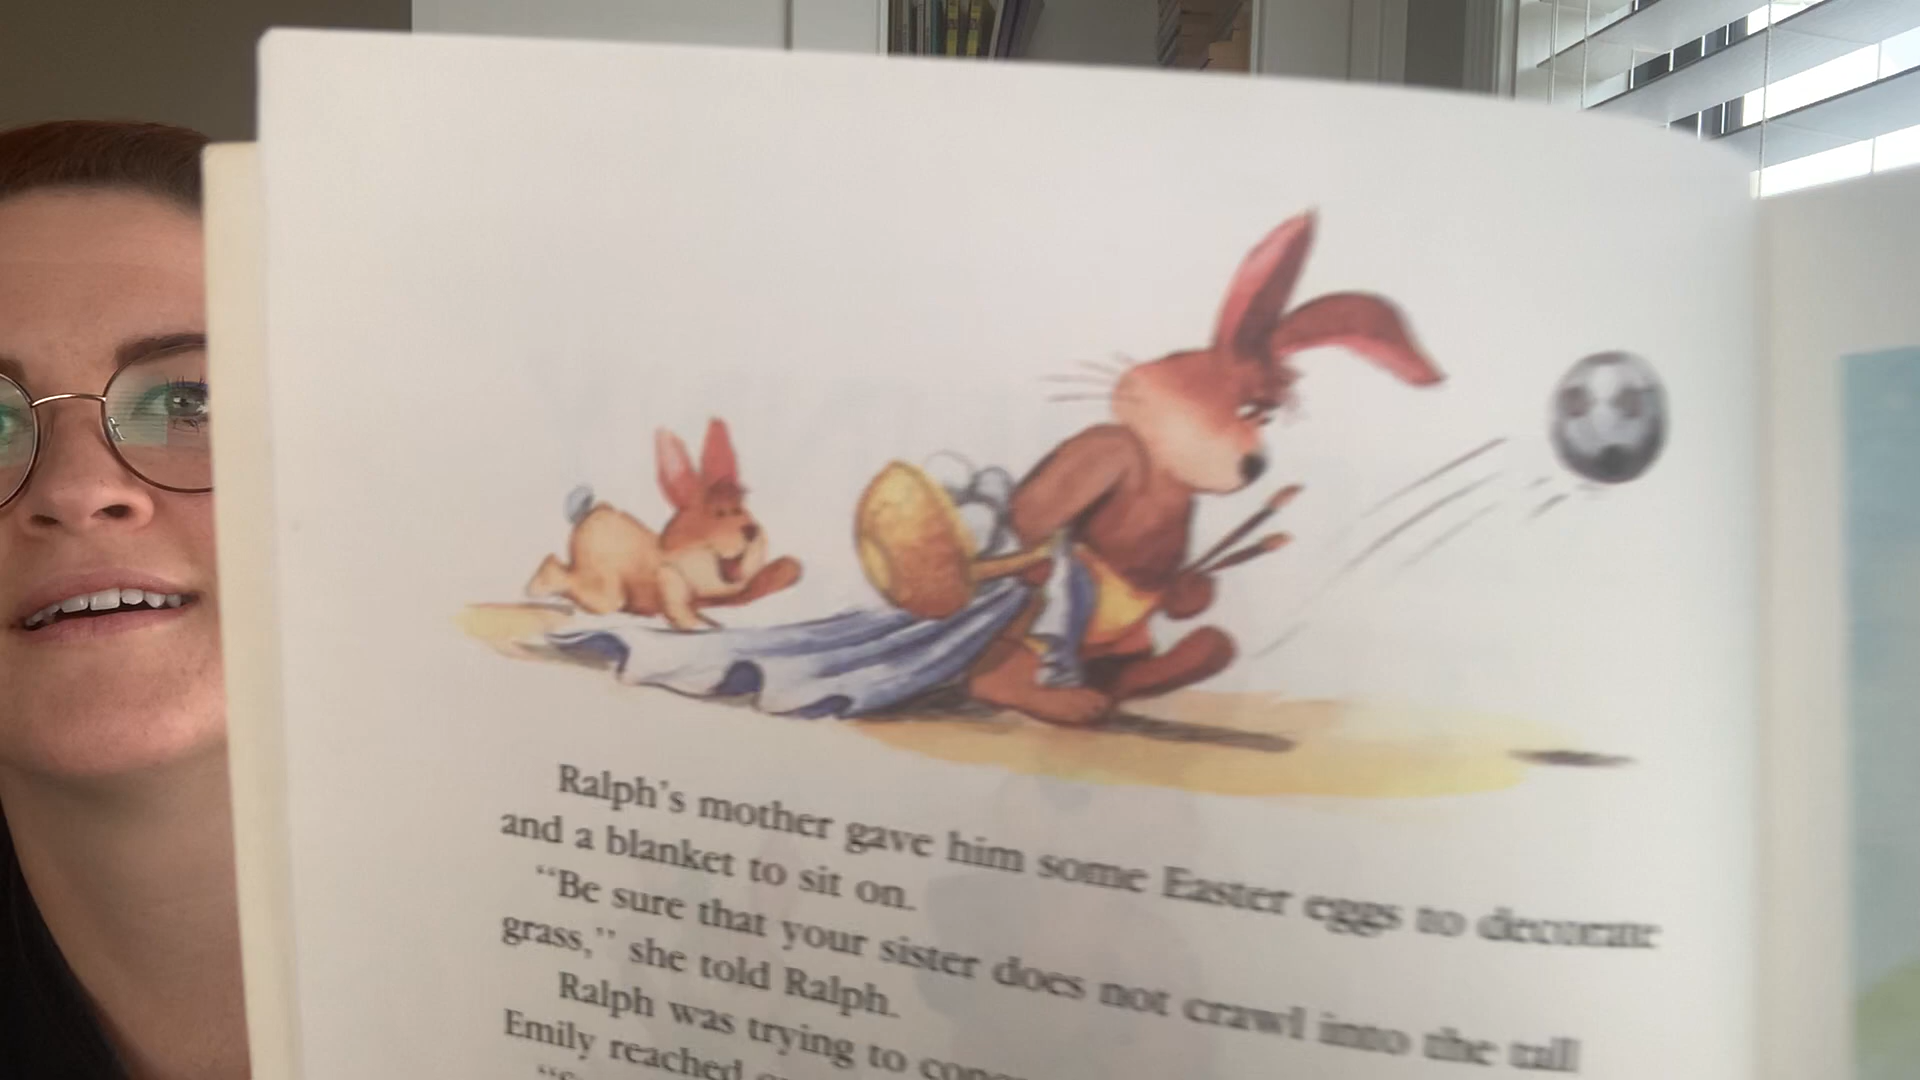 Ralph's mother gave him some Easter eggs to decorate
and a blanket to sit on.
“Be sure that your sister does not crawl into the tall
grass,” she told Ralph.
Ralph was trying to
Emily reached